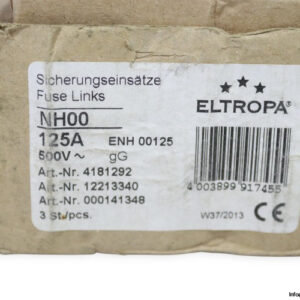 Sicherungseinsätze
Fuse Links
NH00
125A ENH 00125
500V ~ gG
Art.-Nr. 4181292
Art.-Nr. 12213340
Art.-Nr. 000141348
3 St./pcs.
ELTROPA
4 003899 917455
W37/2013 CE